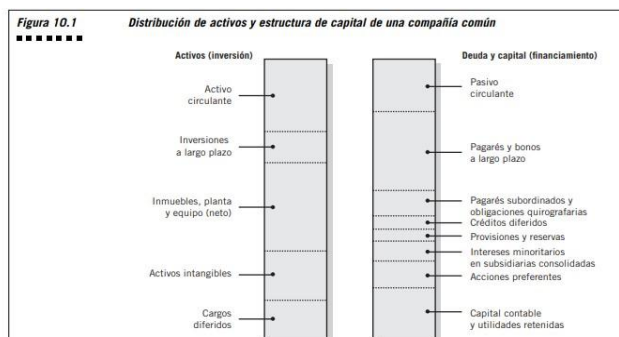 Figura 10.1
Distribución de activos y estructura de capital de una compañía común
Activos (inversión)
Activo
circulante
Inversiones
a largo plazo
Inmuebles, planta
y equipo (neto)
Activos intangibles
Cargos
diferidos
Deuda y capital (financiamiento)
Pasivo
circulante
Pagarés y bonos
a largo plazo
Pagarés subordinados y
obligaciones quirografarias
Créditos diferidos
Provisiones y reservas
Intereses minoritarios
en subsidiarias consolidadas
Acciones preferentes
Capital contable
y utilidades retenidas